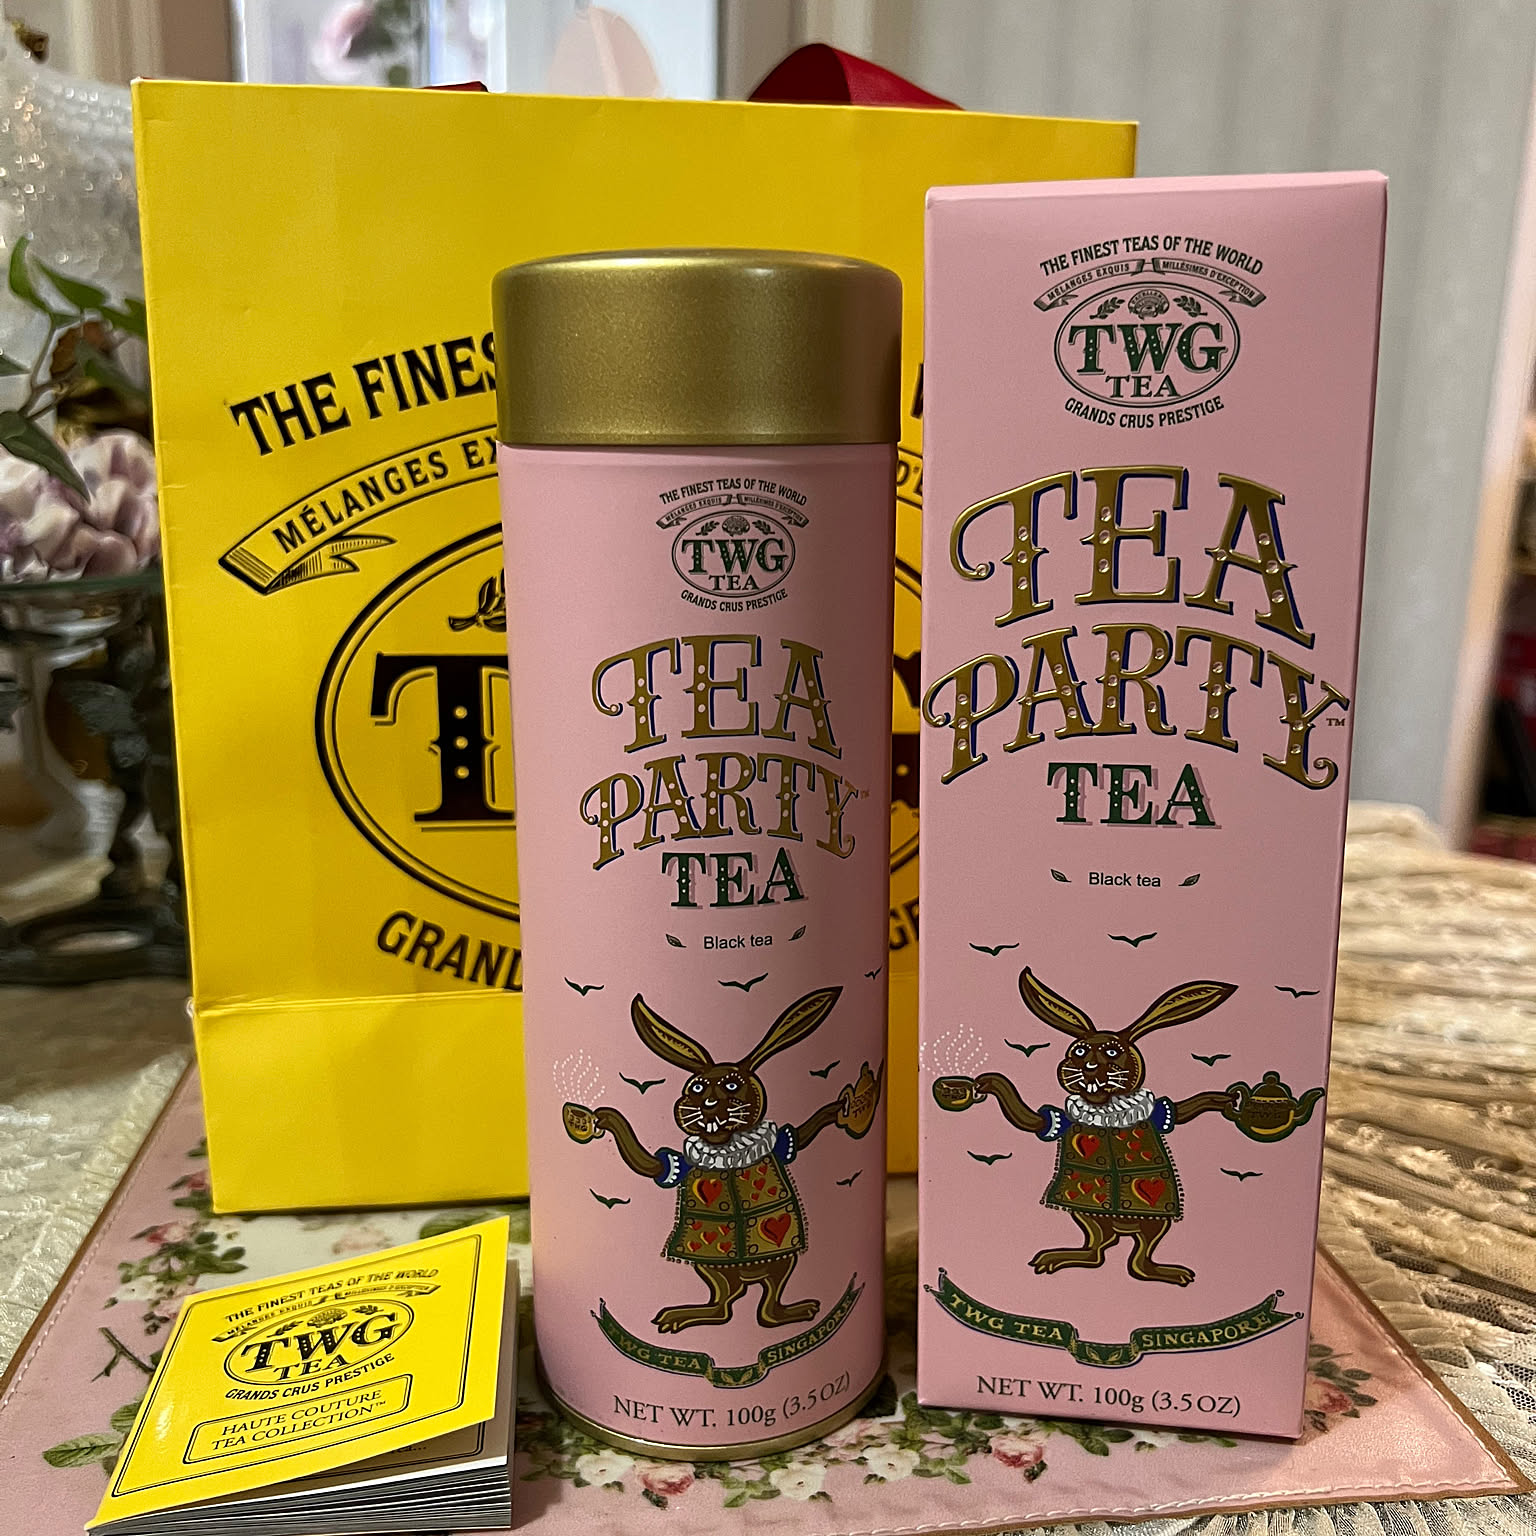 THE FINES
MÉLANGES EX
D'E
T
GRAND
THE FINEST TEAS OF THE WORLD
MÉLANGES EXQUIS MILLÉSIMES D'EXCEPTION
TWG
TEA
GRANDS CRUS PRESTIGE
TEA
PARTY™
TEA
Black tea
TWG TEA SINGAPORE
NET WT. 100g (3.5 OZ)
THE FINEST TEAS OF THE WORLD
MÉLANGES EXQUIS MILLÉSIMES D'EXCEPTION
EXCELLENCE
TWG
TEA
GRANDS CRUS PRESTIGE
TEA
PARTY™
TEA
Black tea
TWG TEA SINGAPORE
NET WT. 100g (3.5 OZ)
THE FINEST TEAS OF THE WORLD
MÉLANGES EXQUIS MILLÉSIMES D'EXCEPTION
TWG
TEA
GRANDS CRUS PRESTIGE
HAUTE COUTURE
TEA COLLECTION™